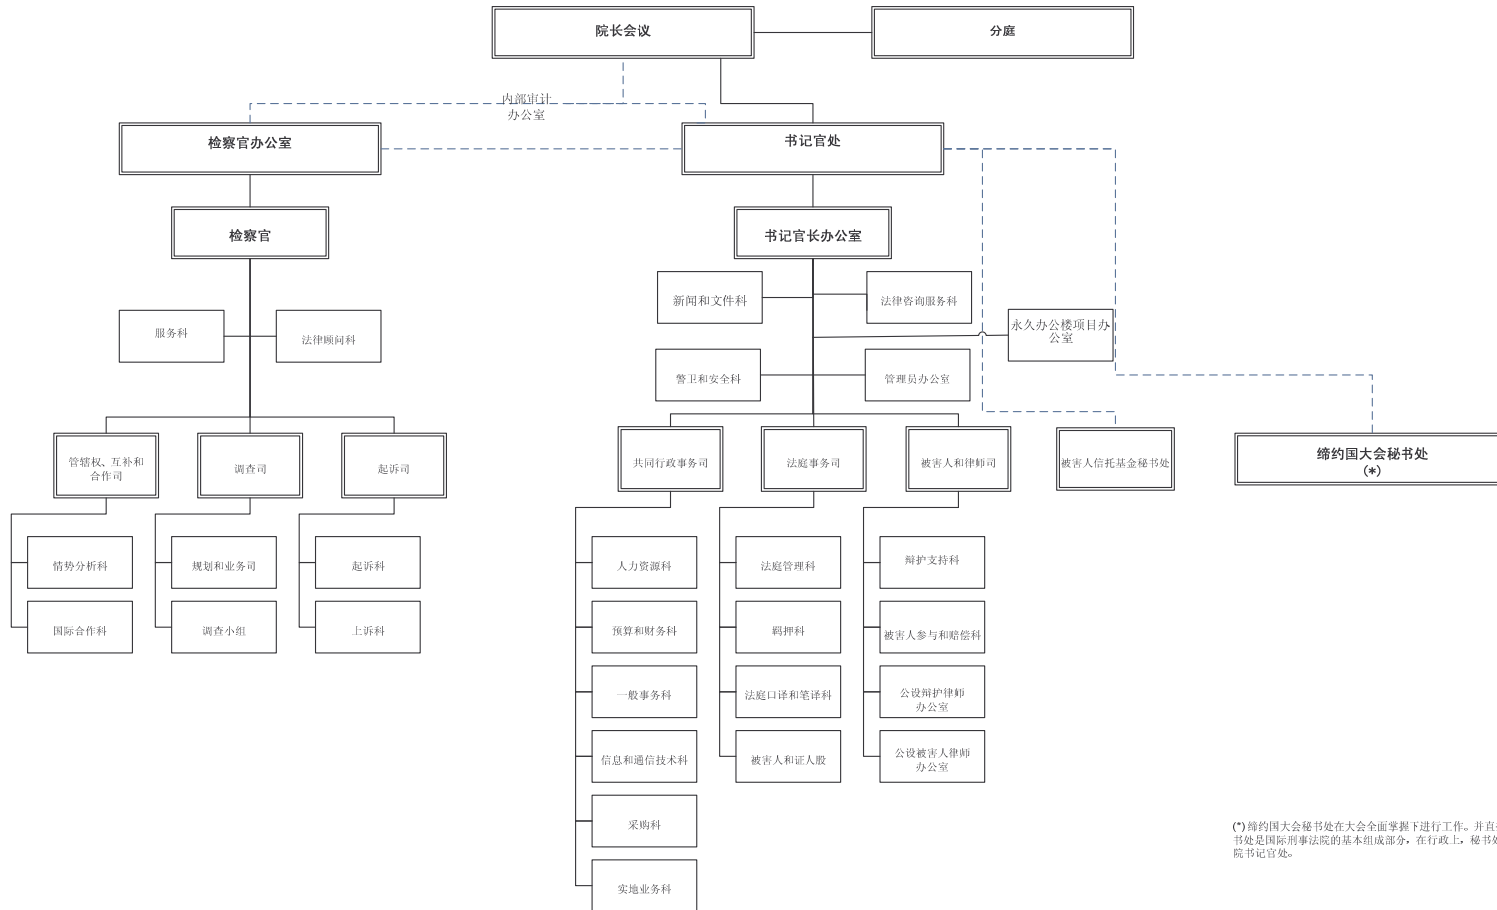 院长会议
分庭
内部审计
办公室
检察官办公室
书记官处
检察官
书记官长办公室
新闻和文件科
法律咨询服务科
服务科
法律顾问科
永久办公楼项目办
公室
警卫和安全科
管理员办公室
管辖权、互补和
合作司
调查司
起诉司
共同行政事务司
法庭事务司
被害人和律师司
被害人信托基金秘书处
缔约国大会秘书处
(*)
情势分析科
规划和业务司
起诉科
人力资源科
法庭管理科
辩护支持科
国际合作科
调查小组
上诉科
预算和财务科
羁押科
被害人参与和赔偿科
一般事务科
法庭口译和笔译科
公设辩护律师
办公室
信息和通信技术科
被害人和证人股
公设被害人律师
办公室
采购科
实地业务科
(*) 缔约国大会秘书处在大会全面掌握下进行工作。并直
书处是国际刑事法院的基本组成部分，在行政上，秘书处
院书记官处。